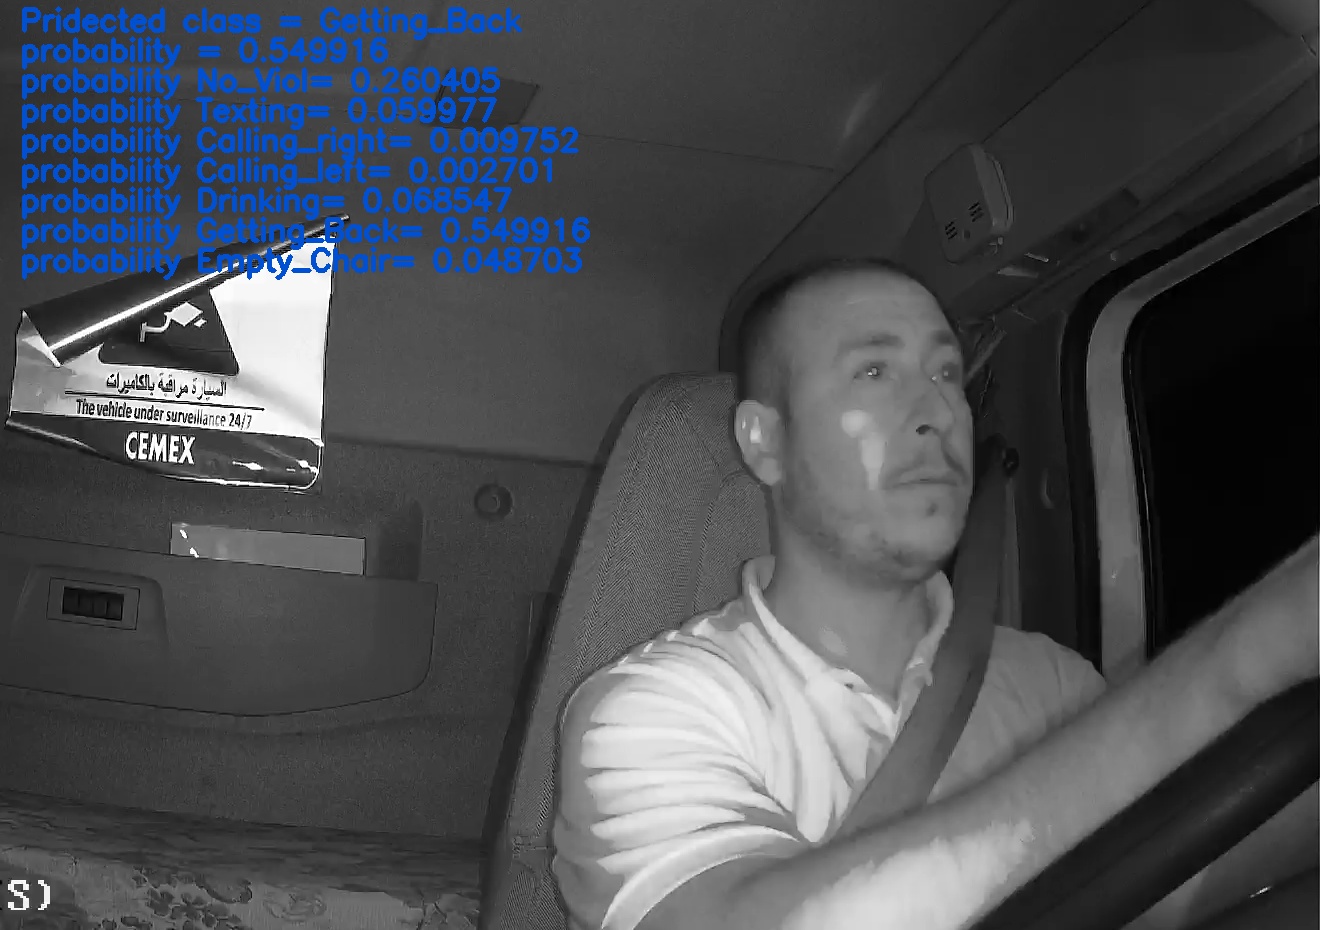 Pridected class = Getting_Back
probability = 0.549916
probability No_Viol= 0.260405
probability Texting= 0.059977
probability Calling_right= 0.009752
probability Calling_left= 0.002701
probability Drinking= 0.068547
probability Getting_Back= 0.549916
probability Empty_Chair= 0.048703
السيارة مراقبة بالكاميرات
The vehicle under surveillance 24/7
CEMEX
S)